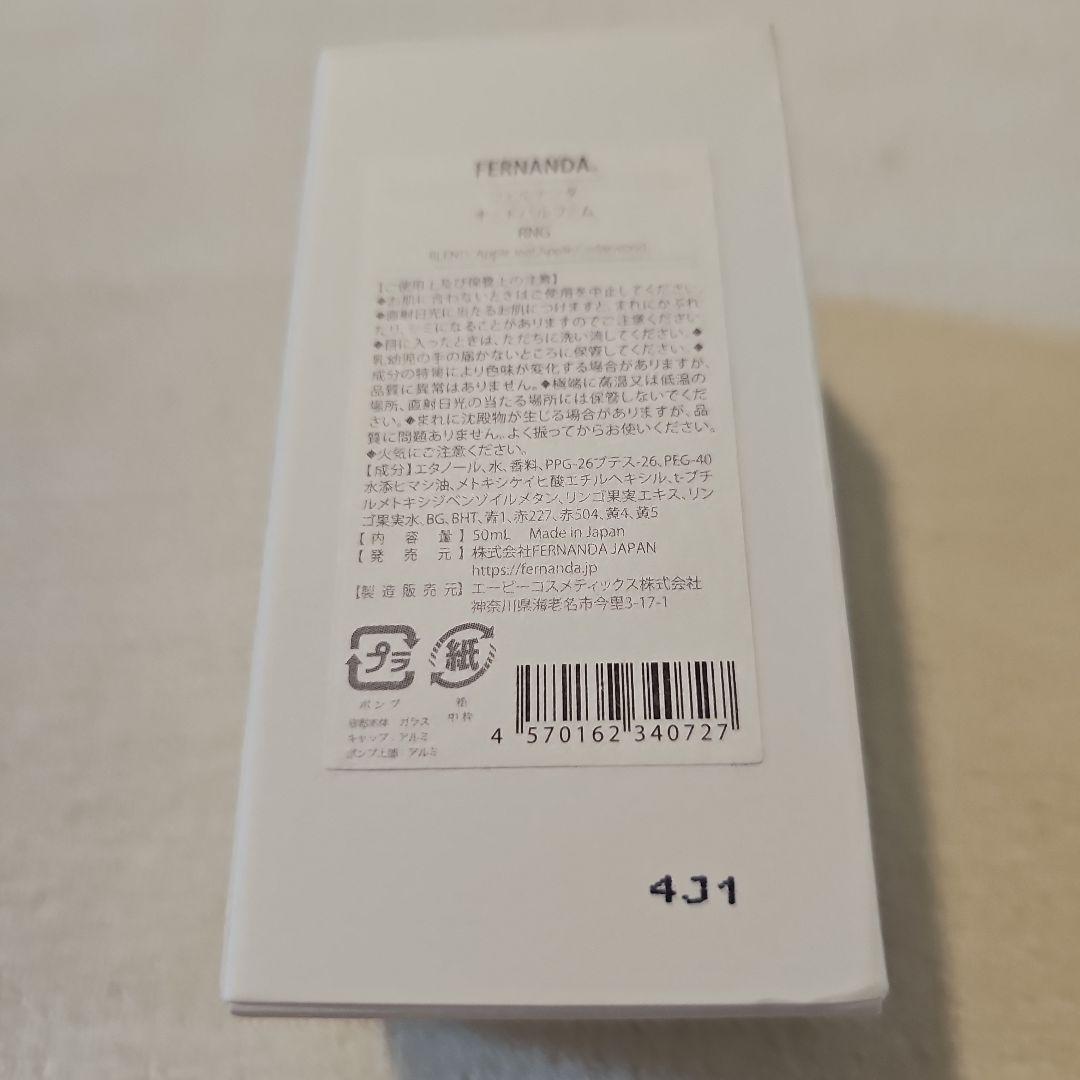 FERNANDA®
フェルナンダ
オードパルファム
RNG
BLEND: Apple
【ご使用上及び保管上の注意】
◆お肌に合わないときはご使用を中止してください。
◆直射日光に当たるお肌につけますと、まれにかぶれ
たり、シミになることがありますのでご注意ください。
◆目に入ったときは、ただちに洗い流してください。◆
乳幼児の手の届かないところに保管してください。◆
成分の特徴により色味が変化する場合がありますが、
品質に異常はありません。◆極端に高温又は低温の
場所、直射日光の当たる場所には保管しないでくだ
さい。◆まれに沈殿物が生じる場合がありますが、品
質に問題ありません。よく振ってからお使いください。
◆火気にご注意ください。
【成分】エタノール、水、香料、PPG-26ブテス-26、PEG-40
水添ヒマシ油、メトキシケイヒ酸エチルヘキシル、t-ブチ
ルメトキシジベンゾイルメタン、リンゴ果実エキス、リン
ゴ果実水、BG、BHT、青1、赤227、赤504、黄4、黄5
【内容量】50mL Made in Japan
【発売元】株式会社FERNANDA JAPAN
https://fernanda.jp
【製造販売元】エービーコスメティックス株式会社
神奈川県海老名市今里3-17-1
プラ 紙
ポンプ 箱
容器本体 ガラス 中枠
キャップ:アルミ
ポンプ上部 アルミ
4 570162 340727
4J1